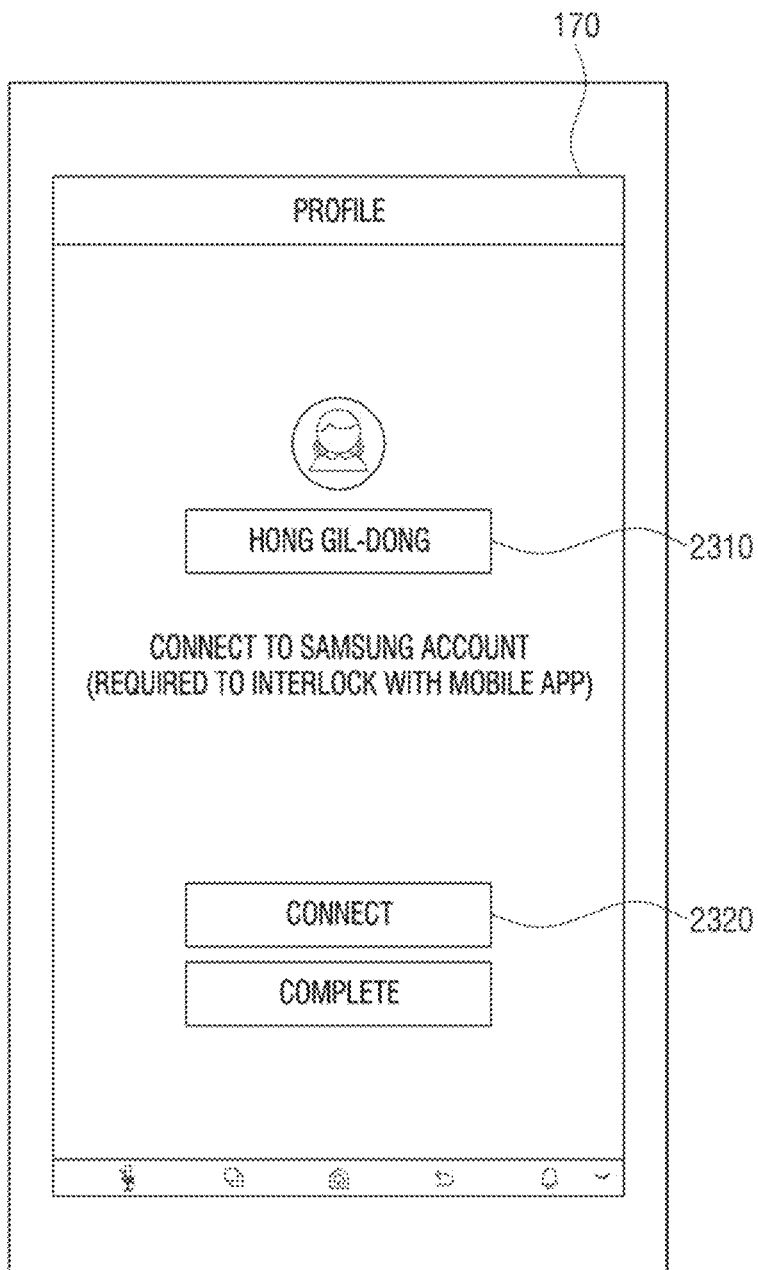 170
PROFILE
HONG GIL-DONG
2310
CONNECT TO SAMSUNG ACCOUNT
(REQUIRED TO INTERLOCK WITH MOBILE APP)
CONNECT
2320
COMPLETE